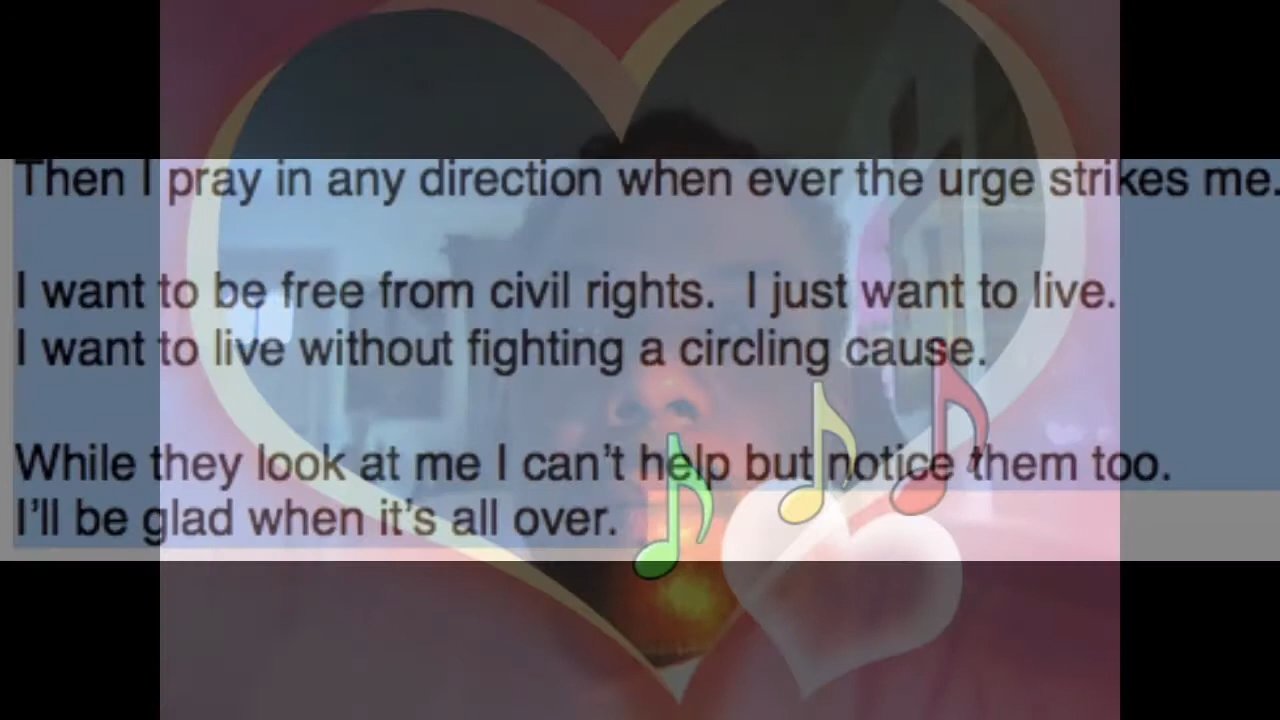 Then I pray in any direction when ever the urge strikes me.
I want to be free from civil rights.  I just want to live.
I want to live without fighting a circling cause.
While they look at me I can’t help but notice them too.
I’ll be glad when it’s all over.